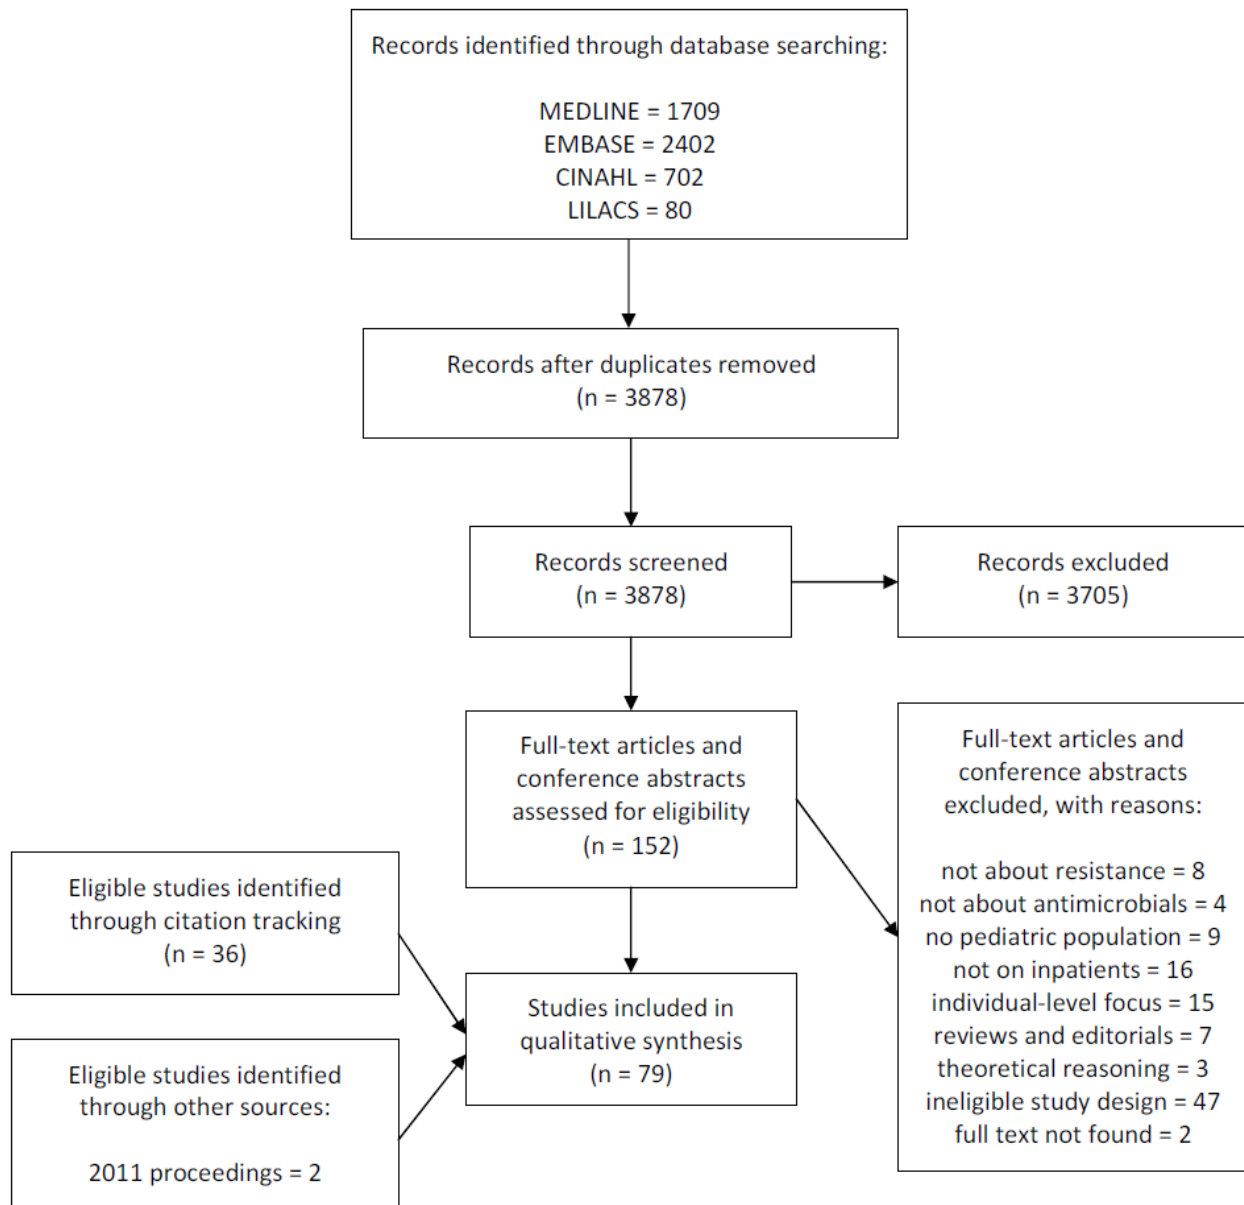 Records identified through database searching:
MEDLINE = 1709
EMBASE = 2402
CINAHL = 702
LILACS = 80
Records after duplicates removed
(n = 3878)
Records screened
(n = 3878)
Records excluded
(n = 3705)
Full-text articles and
conference abstracts
assessed for eligibility
(n = 152)
Full-text articles and
conference abstracts
excluded, with reasons:
not about resistance = 8
not about antimicrobials = 4
no pediatric population = 9
not on inpatients = 16
individual-level focus = 15
reviews and editorials = 7
theoretical reasoning = 3
ineligible study design = 47
full text not found = 2
Eligible studies identified
through citation tracking
(n = 36)
Studies included in
qualitative synthesis
(n = 79)
Eligible studies identified
through other sources:
2011 proceedings = 2